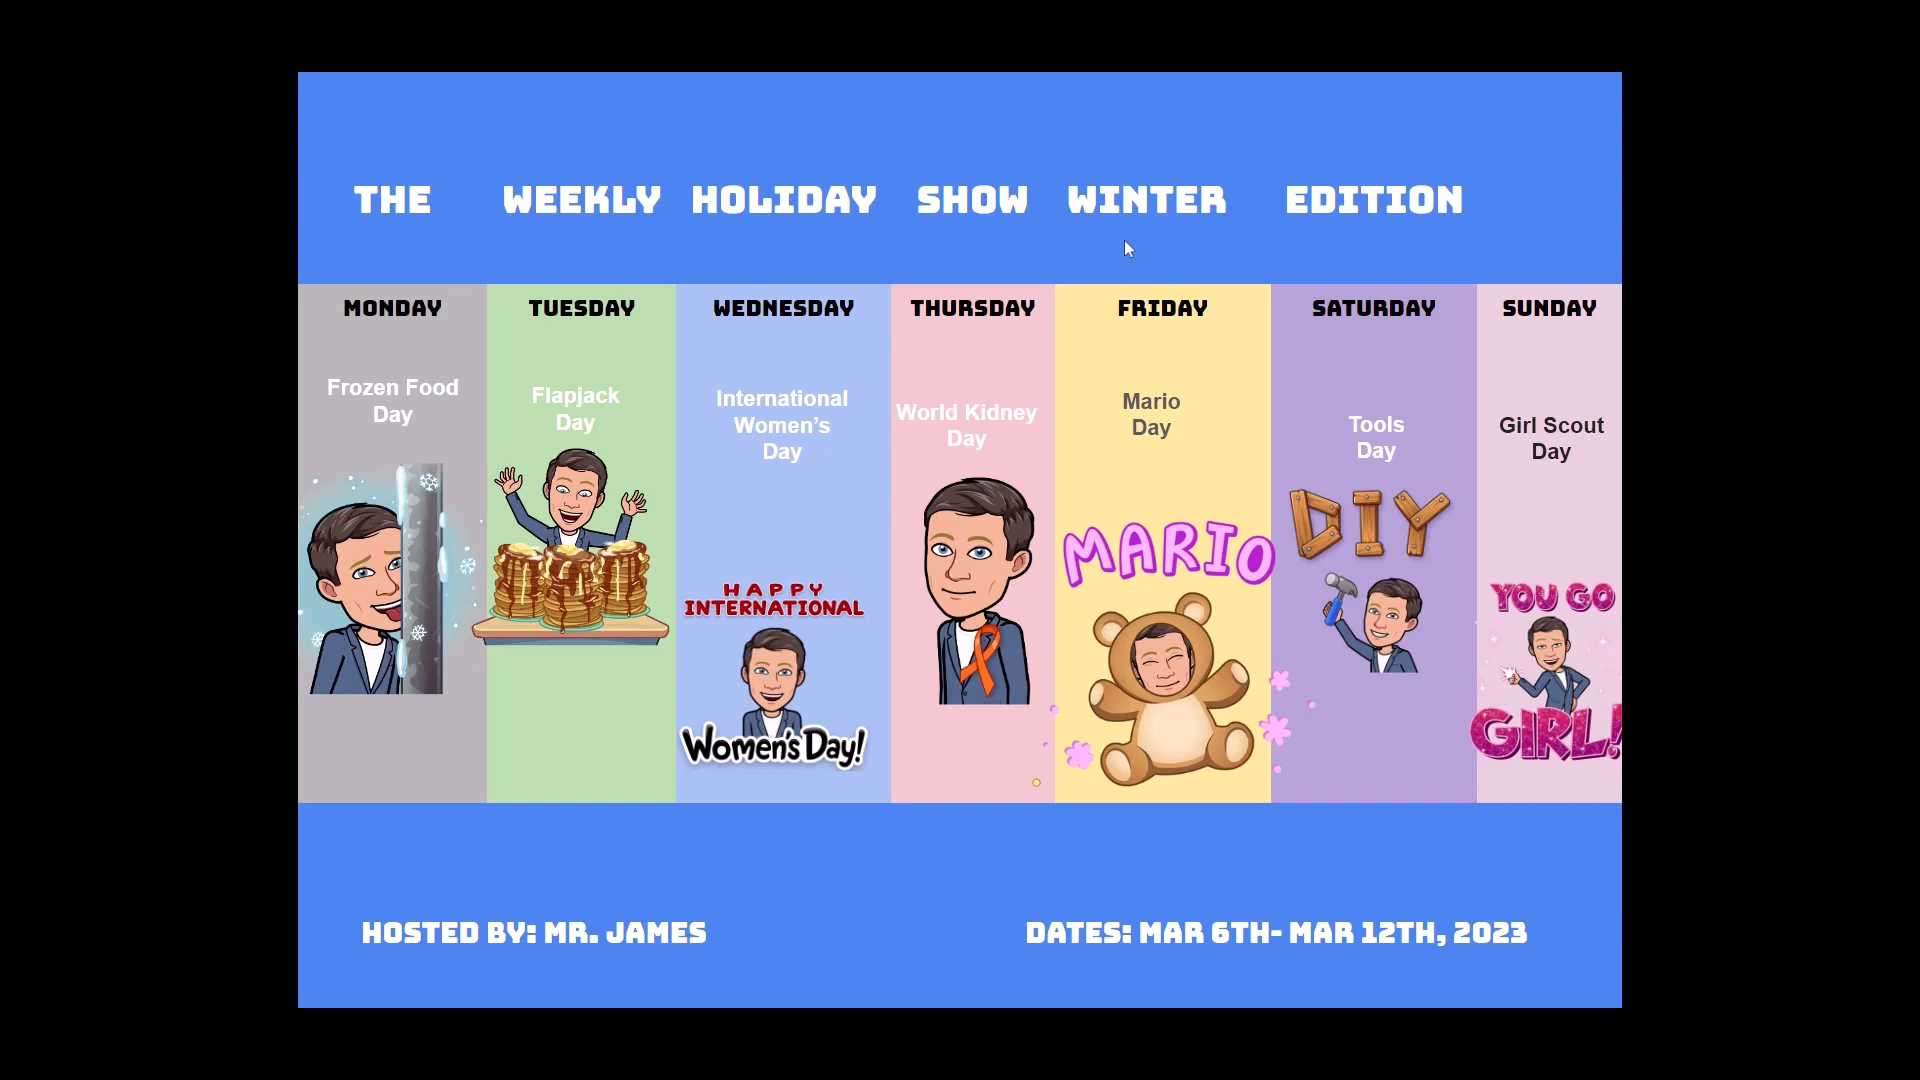 THE WEEKLY HOLIDAY SHOW WINTER EDITION
MONDAY
Frozen Food
Day
TUESDAY
Flapjack
Day
WEDNESDAY
International
Women's
Day
HAPPY
INTERNATIONAL
Women's Day!
THURSDAY
World Kidney
Day
FRIDAY
Mario
Day
MARIO
SATURDAY
Tools
Day
DIY
SUNDAY
Girl Scout
Day
YOU GO
GIRL!
HOSTED BY: MR. JAMES
DATES: MAR 6TH- MAR 12TH, 2023